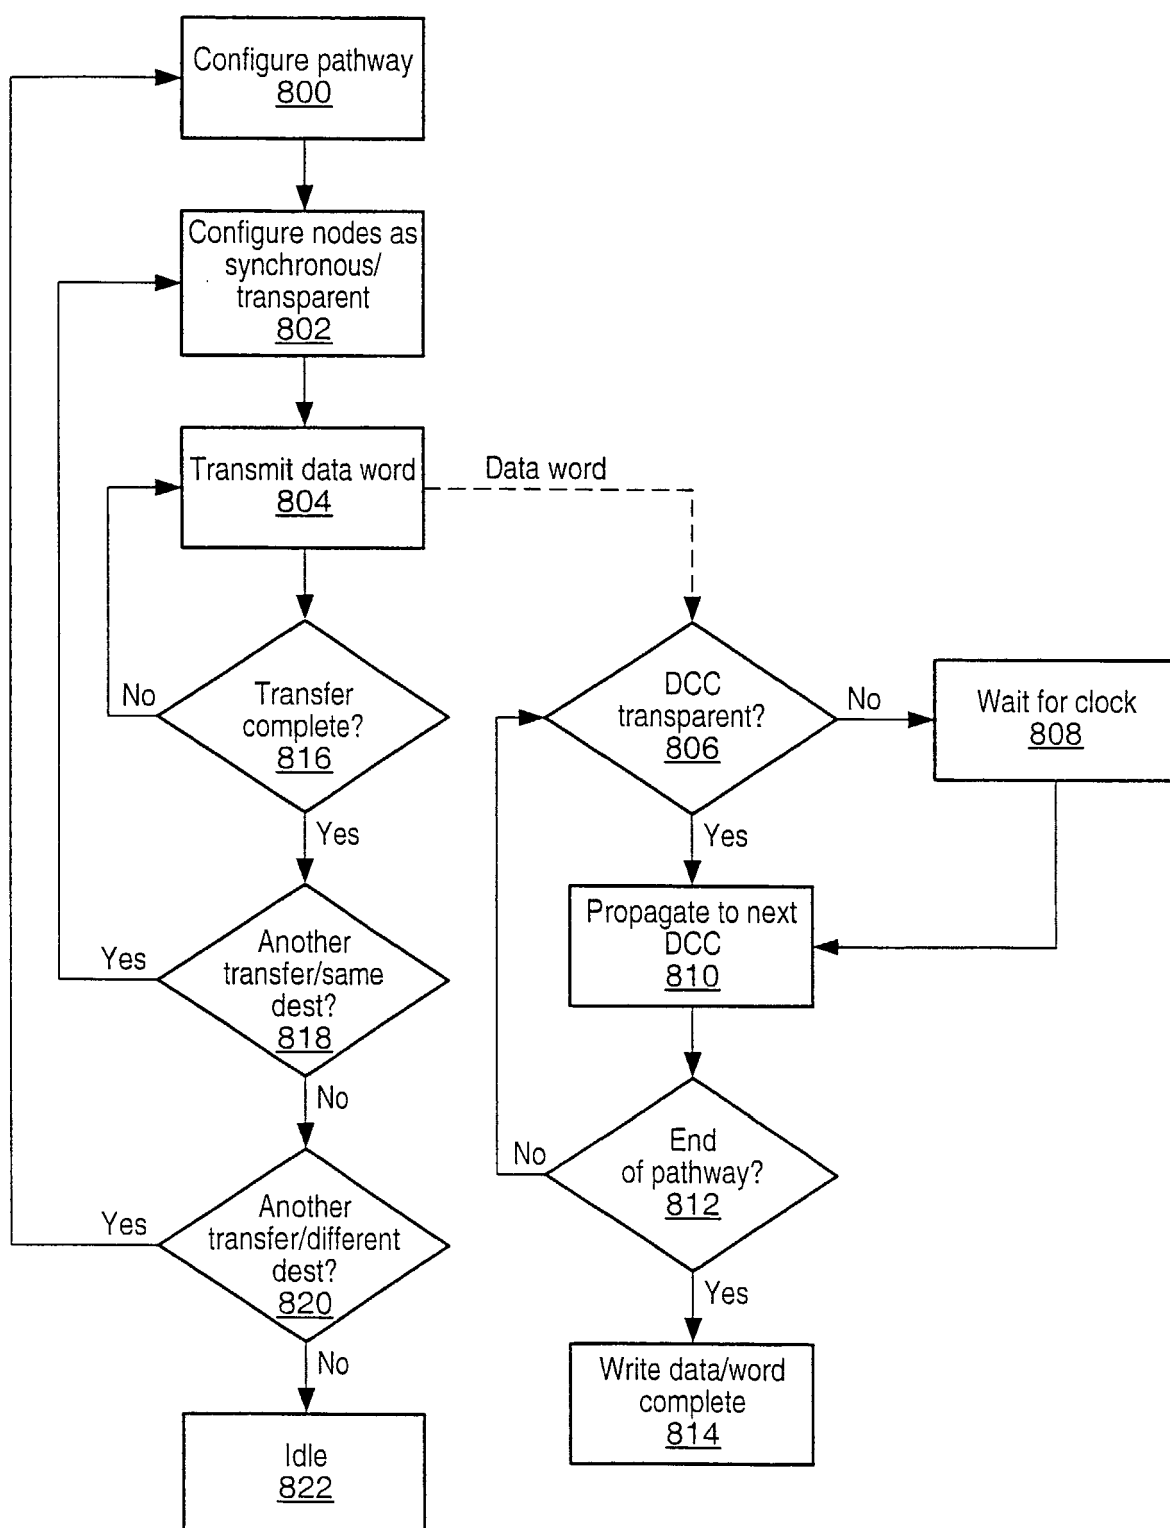 Configure pathway
800
Configure nodes as
synchronous/
transparent
802
Transmit data word
804
Data word
Transfer
complete?
816
No
Yes
DCC
transparent?
806
No
Yes
Wait for clock
808
Propagate to next
DCC
810
Another
transfer/same
dest?
818
Yes
No
End
of pathway?
812
No
Yes
Another
transfer/different
dest?
820
Yes
No
Write data/word
complete
814
Idle
822